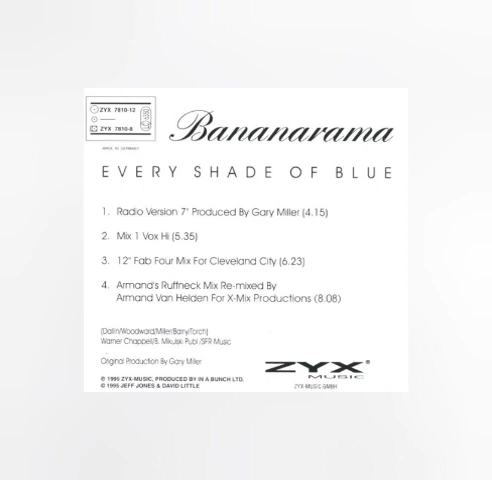 ZYX 7810-12
ZYX 7810-8
MADE IN GERMANY
Bananarama
EVERY SHADE OF BLUE
1. Radio Version 7" Produced By Gary Miller (4.15)
2. Mix 1 Vox Hi (5.35)
3. 12" Fab Four Mix For Cleveland City (6.23)
4. Armand's Ruffneck Mix Re-mixed By
Armand Van Helden For X-Mix Productions (8.08)
(Dallin/Woodward/Miller/Barry/Torch)
Warner Chappel/B. Mikulski Publ./SFR Music
Original Production By Gary Miller
℗ 1995 ZYX-MUSIC, PRODUCED BY IN A BUNCH LTD.
© 1995 JEFF JONES & DAVID LITTLE
ZYX®
MUSIC
ZYX-MUSIC GMBH